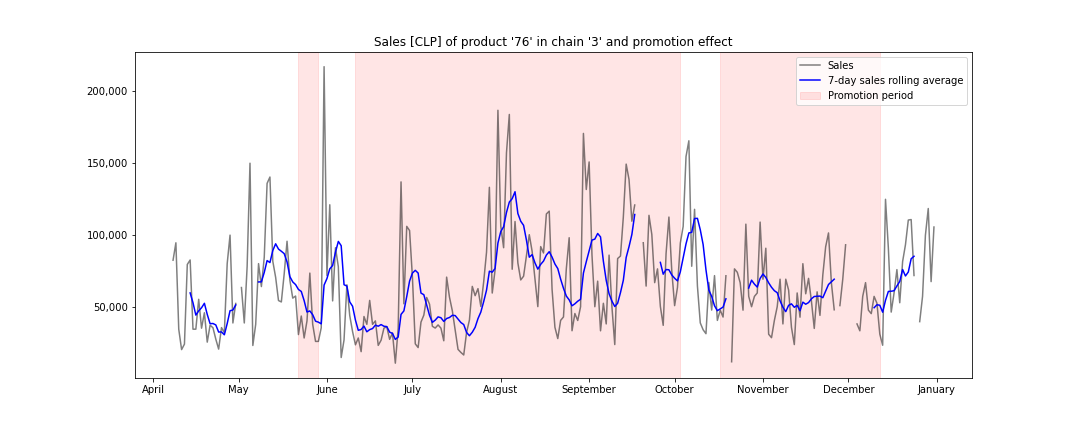 Sales [CLP] of product '76' in chain '3' and promotion effect
Sales
7-day sales rolling average
Promotion period
200,000
150,000
100,000
50,000
April May June July August September October November December January